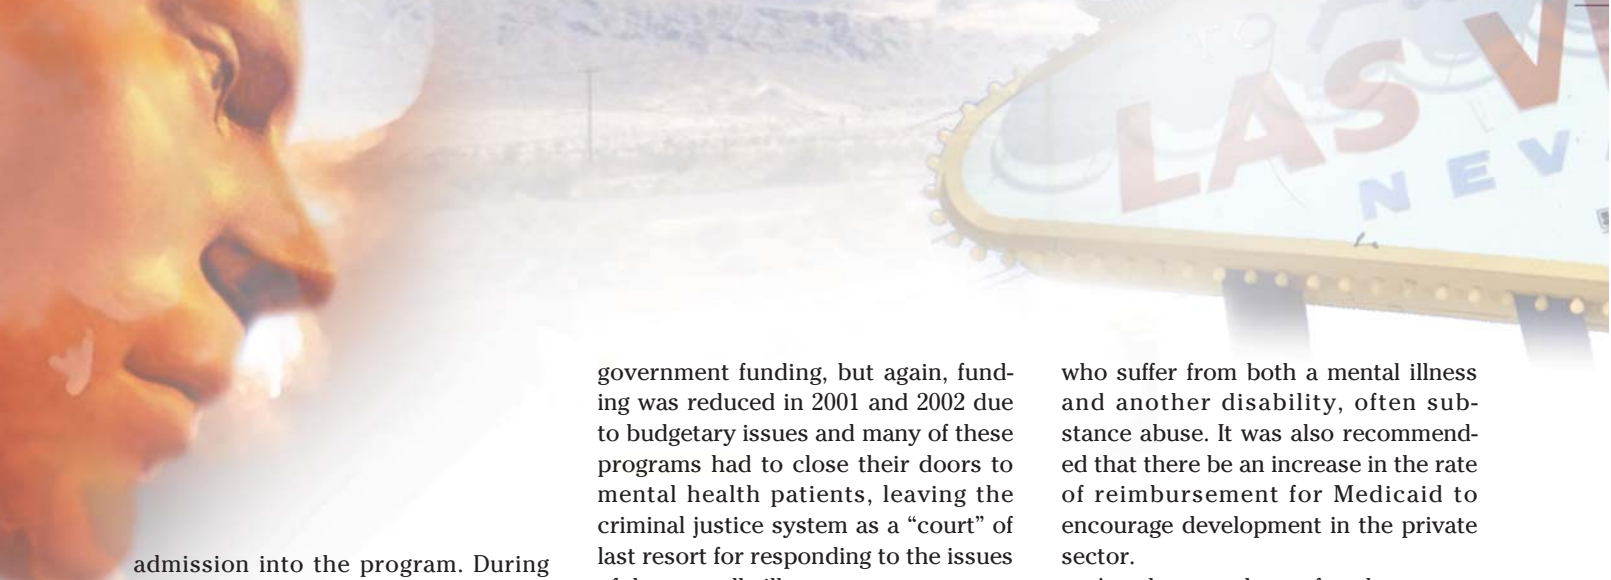 LAS V
NEV
admission into the program. During
government funding, but again, fund-
ing was reduced in 2001 and 2002 due
to budgetary issues and many of these
programs had to close their doors to
mental health patients, leaving the
criminal justice system as a “court” of
last resort for responding to the issues
who suffer from both a mental illness
and another disability, often sub-
stance abuse. It was also recommend-
ed that there be an increase in the rate
of reimbursement for Medicaid to
encourage development in the private
sector.